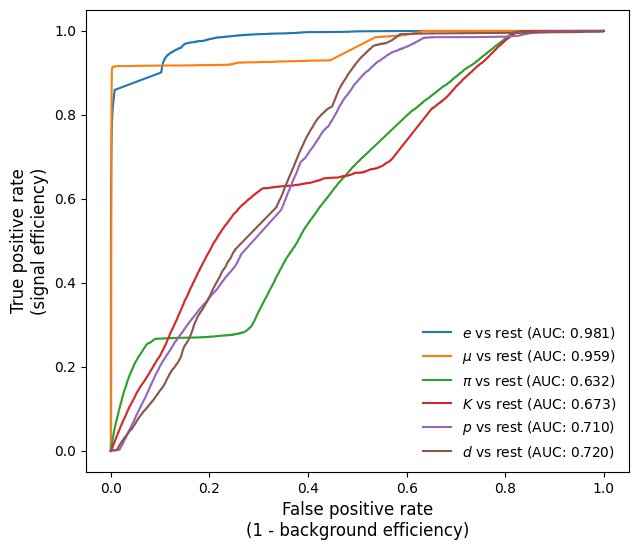 1.0
0.8
0.6
0.4
0.2
0.0
True positive rate
(signal efficiency)
e vs rest (AUC: 0.981)
μ vs rest (AUC: 0.959)
π vs rest (AUC: 0.632)
K vs rest (AUC: 0.673)
p vs rest (AUC: 0.710)
d vs rest (AUC: 0.720)
0.0 0.2 0.4 0.6 0.8 1.0
False positive rate
(1 - background efficiency)